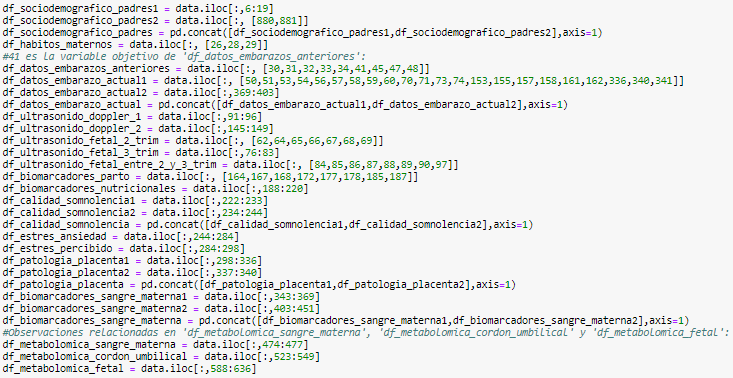 df_sociodemografico_padres1 = data.iloc[:,6:19]
df_sociodemografico_padres2 = data.iloc[:, [880,881]]
df_sociodemografico_padres = pd.concat([df_sociodemografico_padres1,df_sociodemografico_padres2],axis=1)
df_habitos_maternos = data.iloc[:, [26,28,29]]
#41 es la variable objetivo de 'df_datos_embarazos_anteriores':
df_datos_embarazos_anteriores = data.iloc[:, [30,31,32,33,34,41,45,47,48]]
df_datos_embarazo_actual1 = data.iloc[:, [50,51,53,54,56,57,58,59,60,70,71,73,74,153,155,157,158,161,162,336,340,341]]
df_datos_embarazo_actual2 = data.iloc[:,369:403]
df_datos_embarazo_actual = pd.concat([df_datos_embarazo_actual1,df_datos_embarazo_actual2],axis=1)
df_ultrasonido_doppler_1 = data.iloc[:,91:96]
df_ultrasonido_doppler_2 = data.iloc[:,145:149]
df_ultrasonido_fetal_2_trim = data.iloc[:, [62,64,65,66,67,68,69]]
df_ultrasonido_fetal_3_trim = data.iloc[:,76:83]
df_ultrasonido_fetal_entre_2_y_3_trim = data.iloc[:, [84,85,86,87,88,89,90,97]]
df_biomarcadores_parto = data.iloc[:, [164,167,168,172,177,178,185,187]]
df_biomarcadores_nutricionales = data.iloc[:,188:220]
df_calidad_somnolencia1 = data.iloc[:,222:233]
df_calidad_somnolencia2 = data.iloc[:,234:244]
df_calidad_somnolencia = pd.concat([df_calidad_somnolencia1,df_calidad_somnolencia2],axis=1)
df_estres_ansiedad = data.iloc[:,244:284]
df_estres_percibido = data.iloc[:,284:298]
df_patologia_placenta1 = data.iloc[:,298:336]
df_patologia_placenta2 = data.iloc[:,337:340]
df_patologia_placenta = pd.concat([df_patologia_placenta1,df_patologia_placenta2],axis=1)
df_biomarcadores_sangre_materna1 = data.iloc[:,343:369]
df_biomarcadores_sangre_materna2 = data.iloc[:,403:451]
df_biomarcadores_sangre_materna = pd.concat([df_biomarcadores_sangre_materna1,df_biomarcadores_sangre_materna2],axis=1)
#Observaciones relacionadas en 'df_metabolomica_sangre_materna', 'df_metabolomica_cordon_umbilical' y 'df_metabolomica_fetal':
df_metabolomica_sangre_materna = data.iloc[:,474:477]
df_metabolomica_cordon_umbilical = data.iloc[:,523:549]
df_metabolomica_fetal = data.iloc[:,588:636]